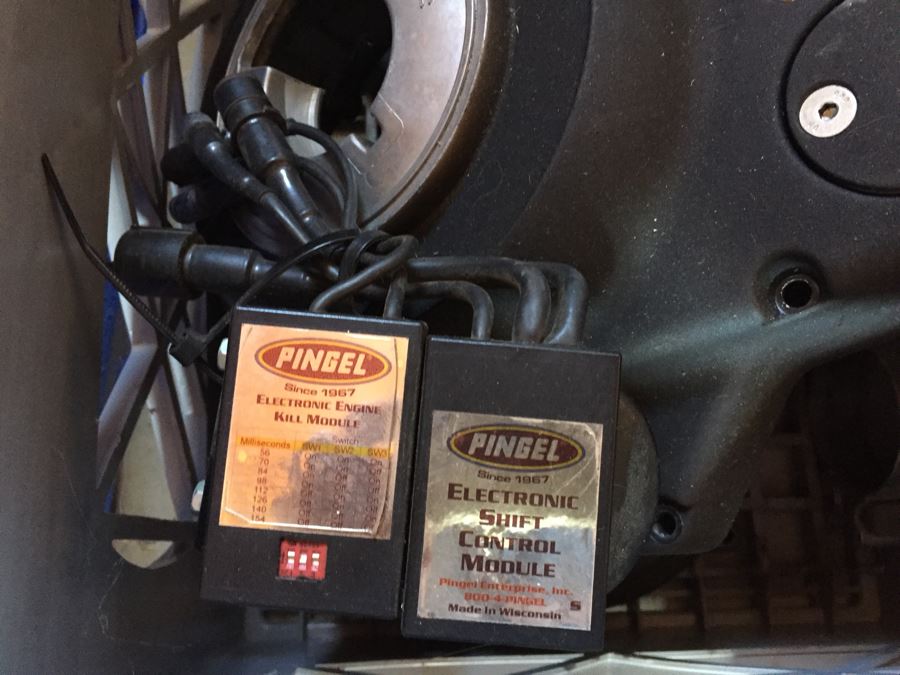 PINGEL
Since 1967
ELECTRONIC ENGINE
KILL MODULE
Switch
Milliseconds SW1 SW2 SW3
56
70
84
98
112
126
140
154
PINGEL
Since 1967
ELECTRONIC
SHIFT
CONTROL
MODULE
Pingel Enterprise, Inc.
800-4-PINGEL S
Made in Wisconsin